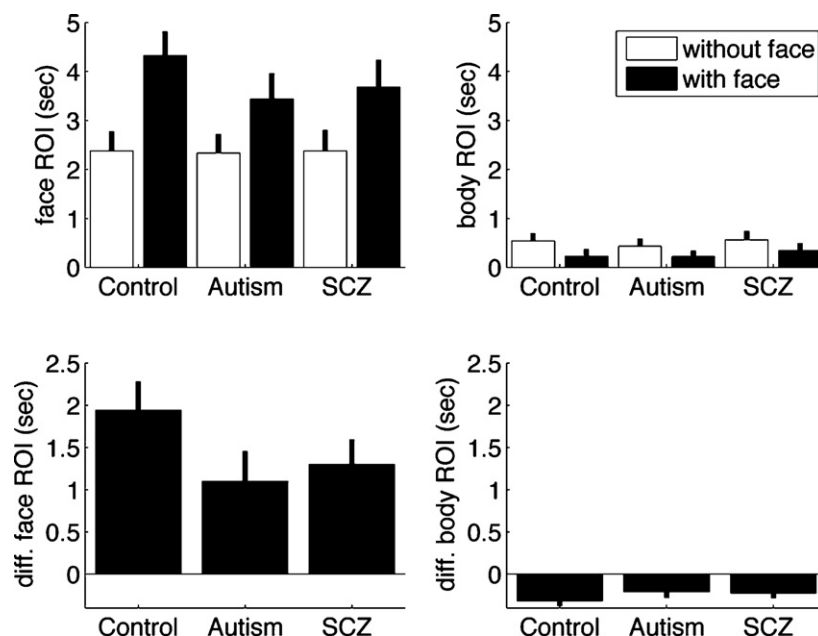 face ROI (sec)
5
4
3
2
1
0
Control Autism SCZ
body ROI (sec)
5
4
3
2
1
0
Control Autism SCZ
without face
with face
diff. face ROI (sec)
2.5
2
1.5
1
0.5
0
Control Autism SCZ
diff. body ROI (sec)
2.5
2
1.5
1
0.5
0
Control Autism SCZ